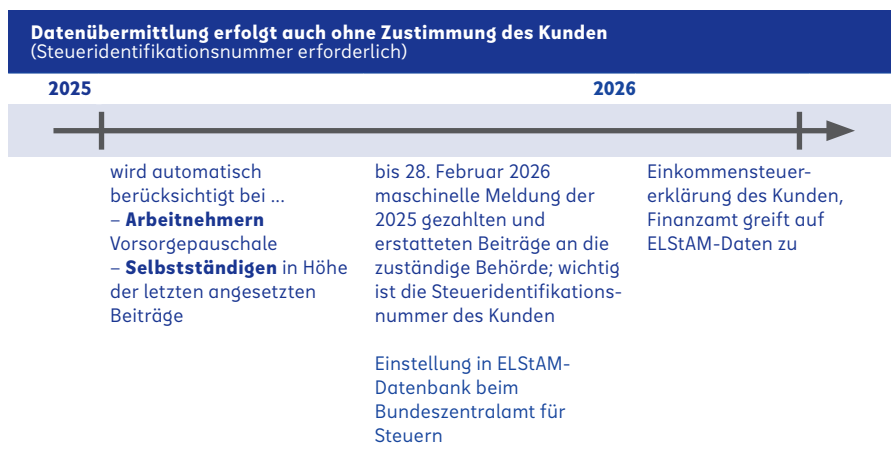 Datenübermittlung erfolgt auch ohne Zustimmung des Kunden
(Steueridentifikationsnummer erforderlich)
2025
2026
wird automatisch
berücksichtigt bei ...
– Arbeitnehmern
Vorsorgepauschale
– Selbstständigen in Höhe
der letzten angesetzten
Beiträge
bis 28. Februar 2026
maschinelle Meldung der
2025 gezahlten und
erstatteten Beiträge an die
zuständige Behörde; wichtig
ist die Steueridentifikations-
nummer des Kunden
Einstellung in ELStAM-
Datenbank beim
Bundeszentralamt für
Steuern
Einkommensteuer-
erklärung des Kunden,
Finanzamt greift auf
ELStAM-Daten zu